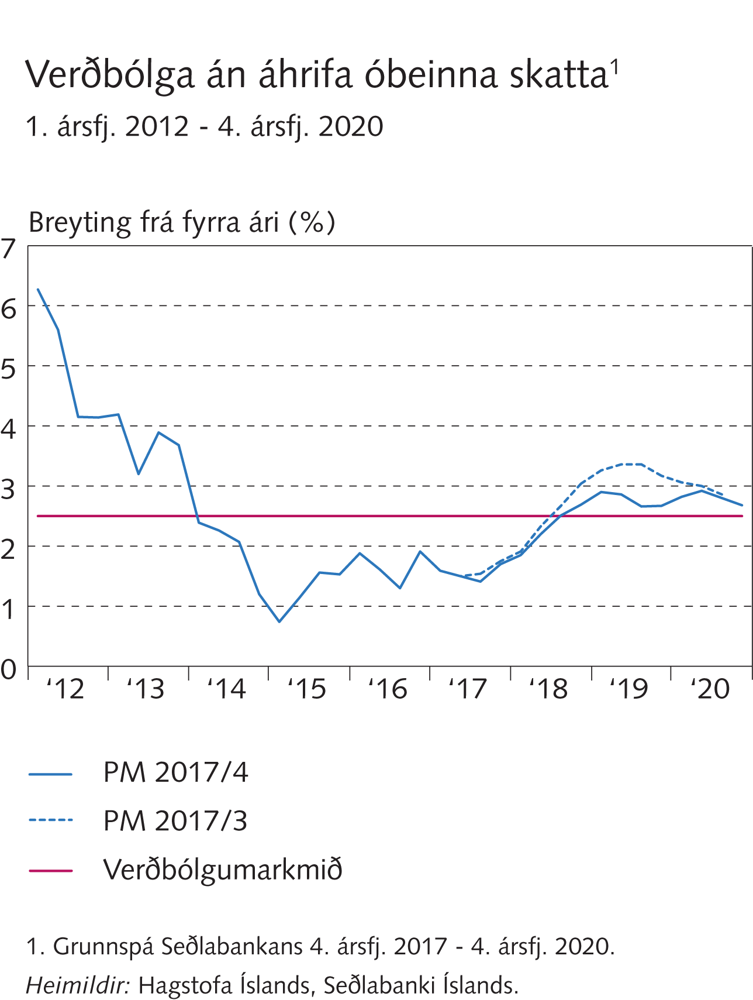 Verðbólga án áhrifa óbeinna skatta¹
1. ársfj. 2012 - 4. ársfj. 2020
Breyting frá fyrra ári (%)
7
6
5
4
3
2
1
0
‘12 ‘13 ‘14 ‘15 ‘16 ‘17 ‘18 ‘19 ‘20
PM 2017/4
PM 2017/3
Verðbólgumarkmið
1. Grunnspá Seðlabankans 4. ársfj. 2017 - 4. ársfj. 2020.
Heimildir: Hagstofa Íslands, Seðlabanki Íslands.